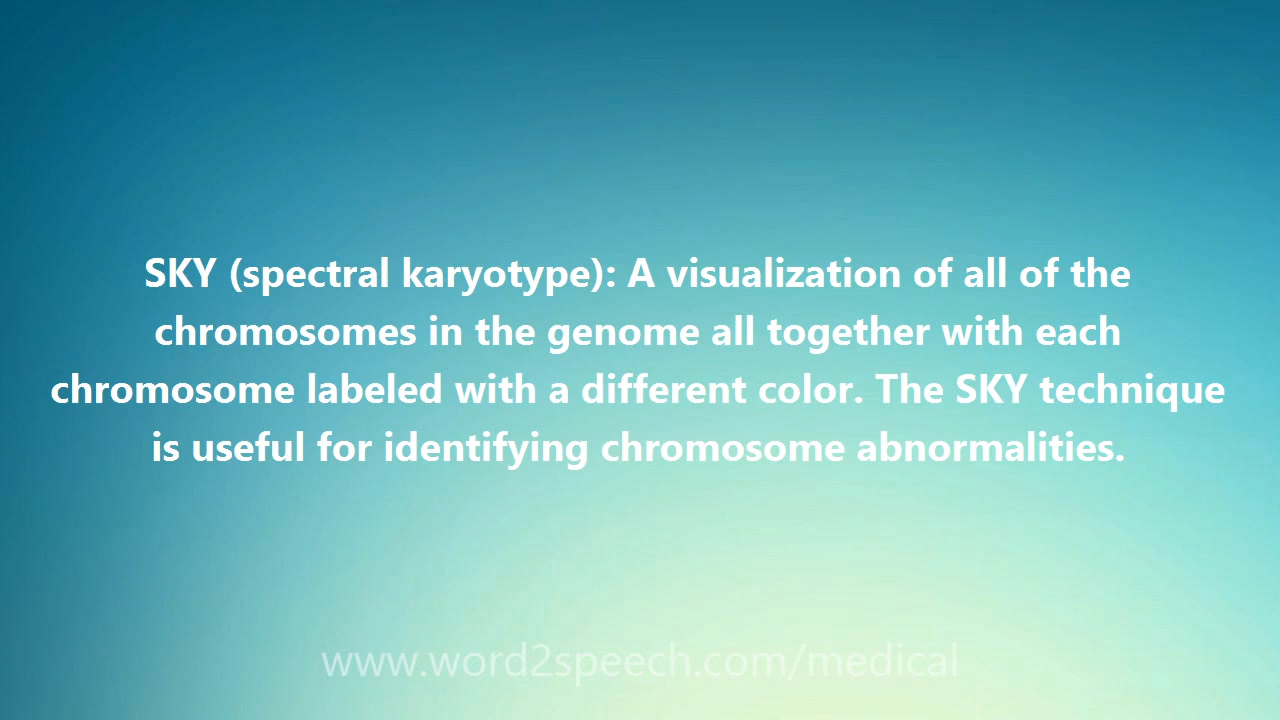 SKY (spectral karyotype): A visualization of all of the
chromosomes in the genome all together with each
chromosome labeled with a different color. The SKY technique
is useful for identifying chromosome abnormalities.
www.word2speech.com/medical